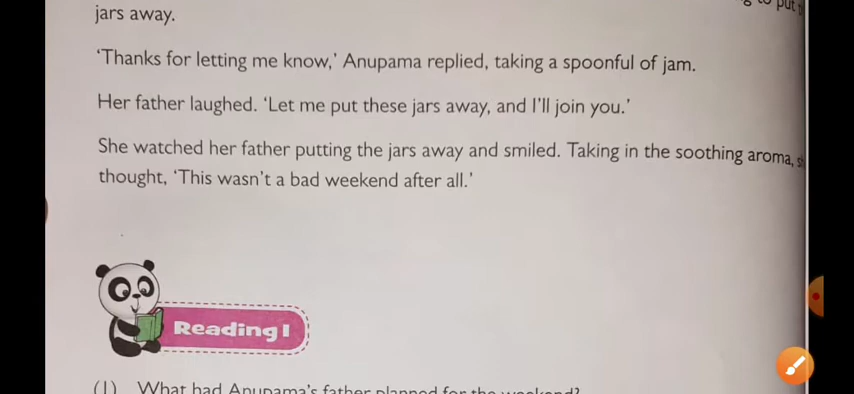 to put
jars away.
‘Thanks for letting me know,’ Anupama replied, taking a spoonful of jam.
Her father laughed. ‘Let me put these jars away, and I’ll join you.’
She watched her father putting the jars away and smiled. Taking in the soothing aroma,
thought, ‘This wasn’t a bad weekend after all.’
Reading I
(1) What had Anupama’s father planned for the weekend?